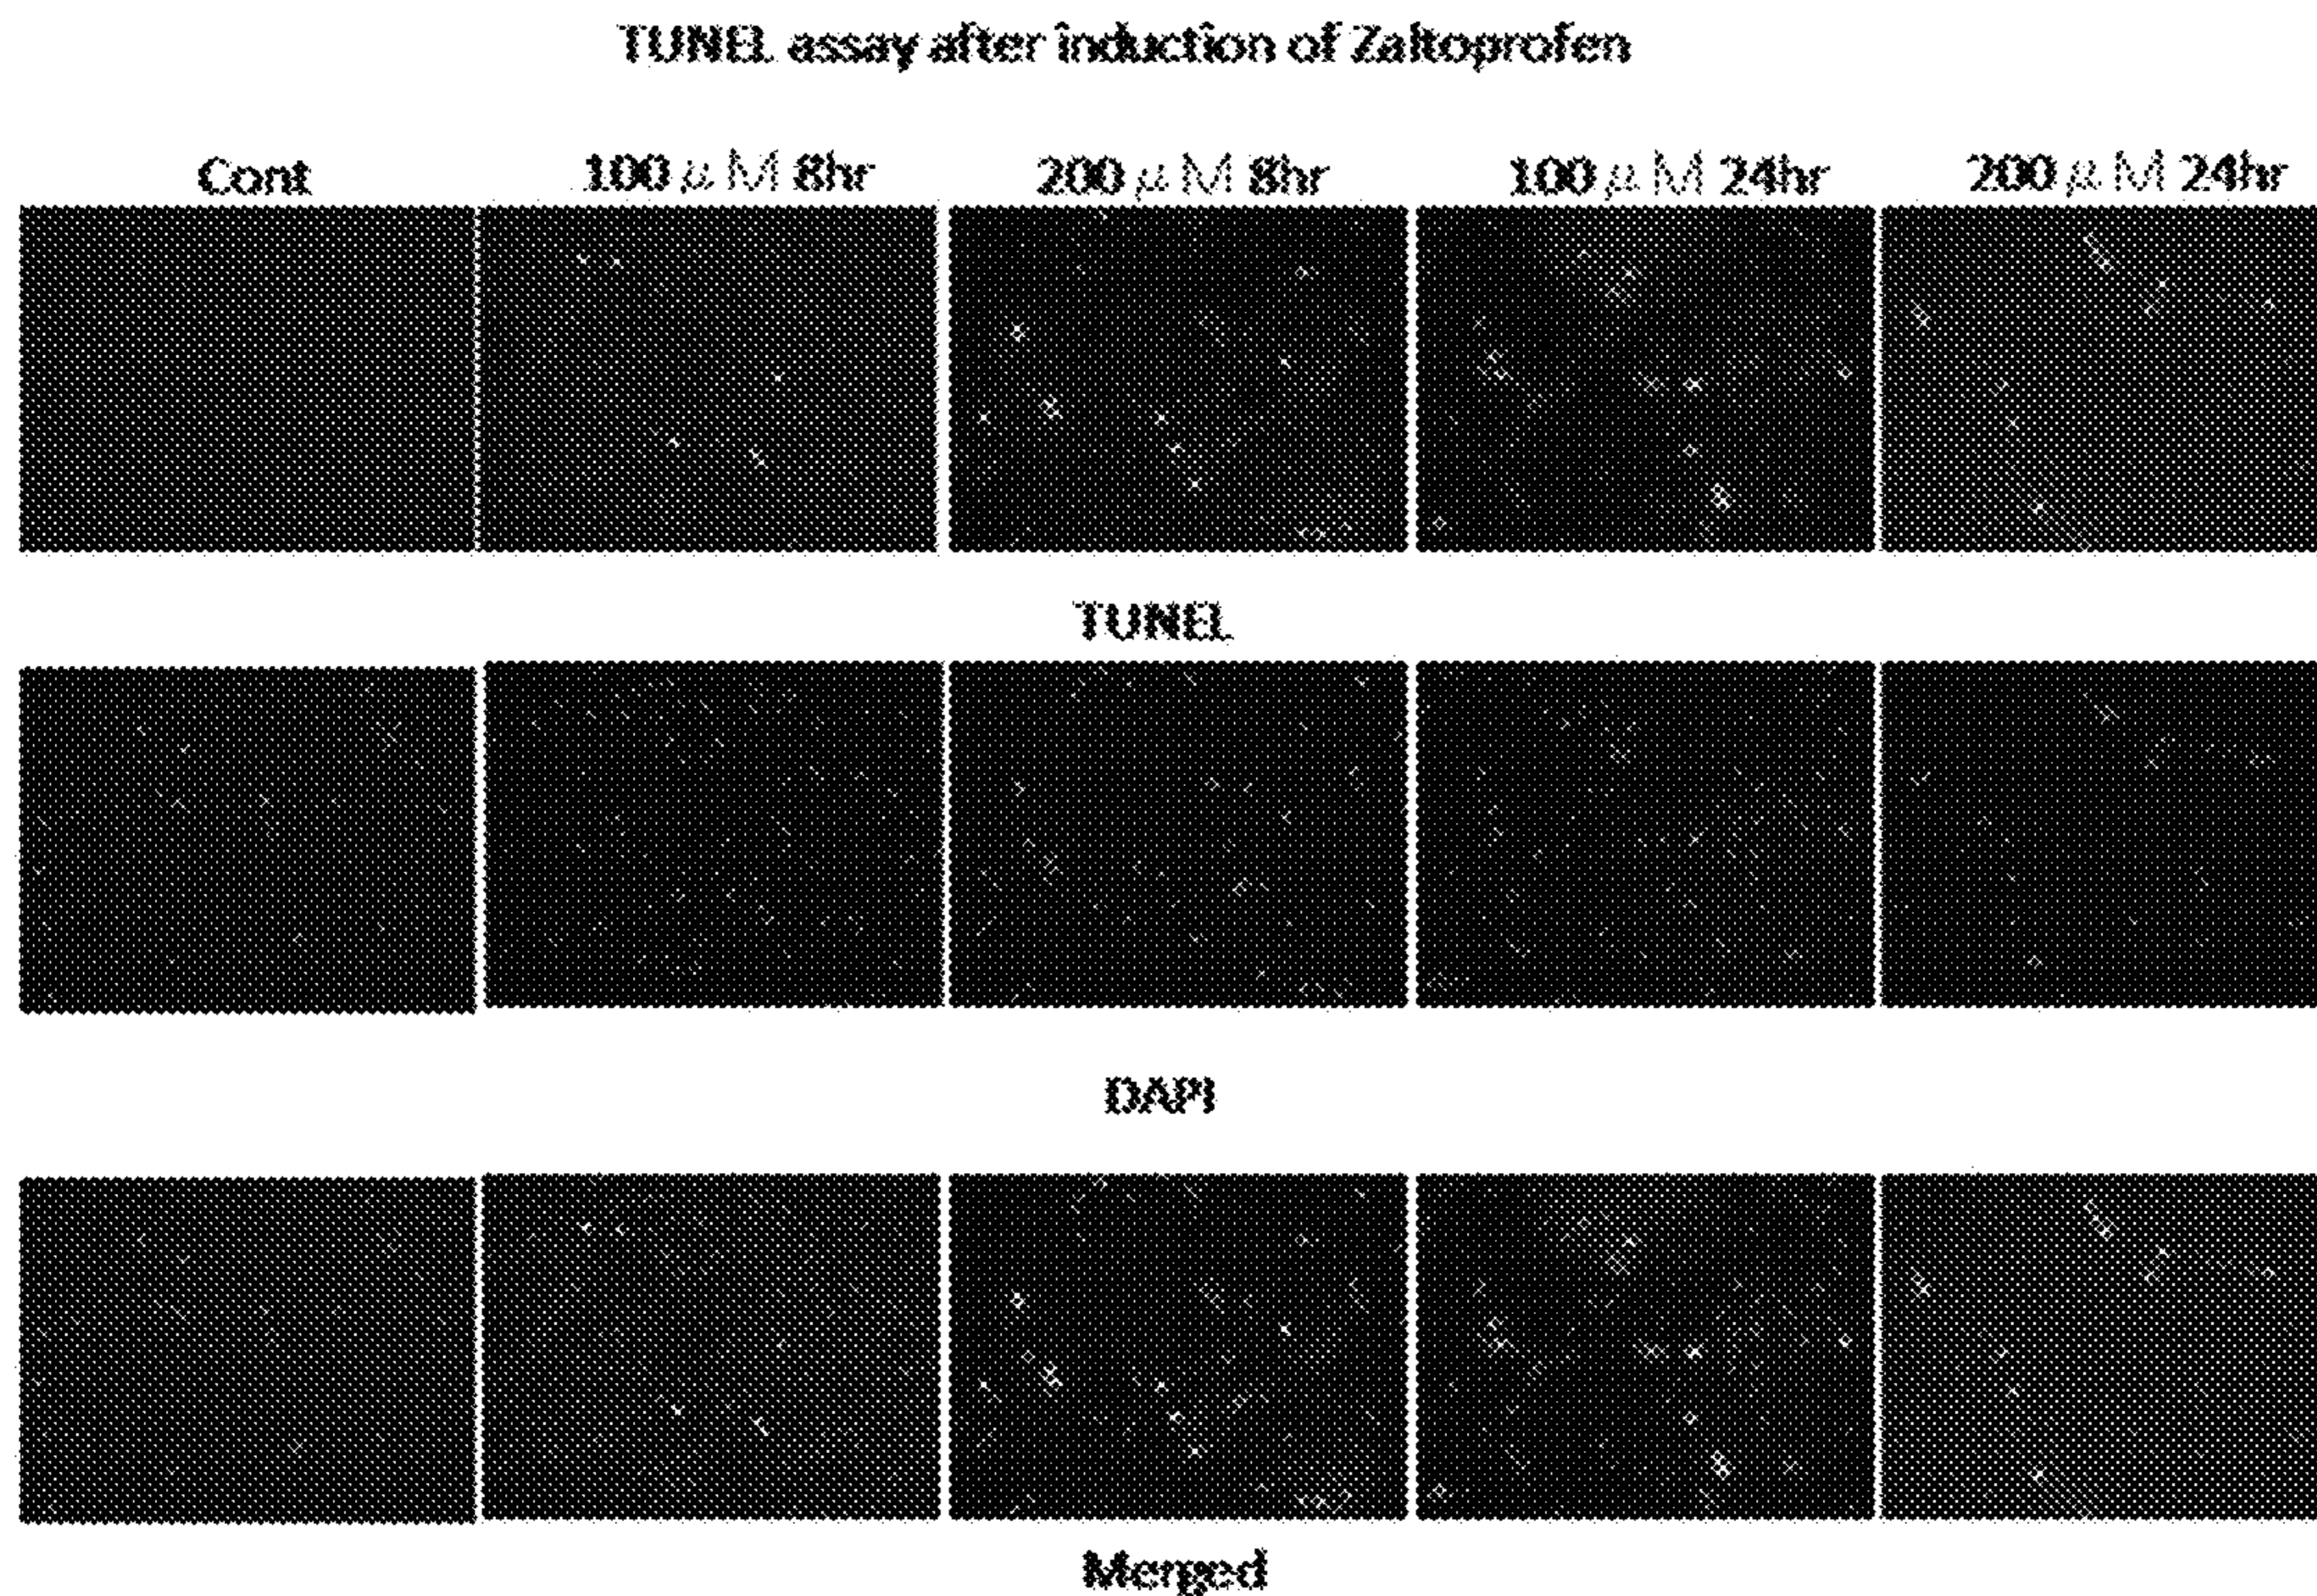 TUNEL assay after induction of Zaltoprofen
Cont 100 μM 8hr 200 μM 8hr 100 μM 24hr 200 μM 24hr
TUNEL
DAPI
Merged